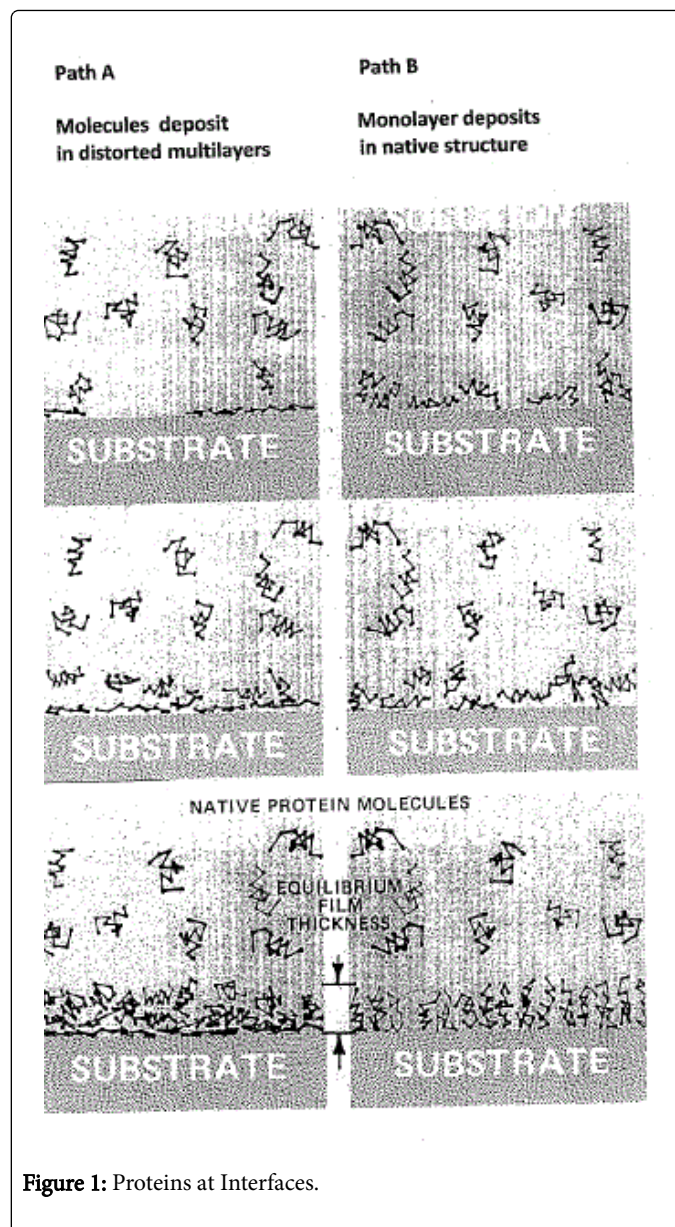 Path A
Molecules deposit
in distorted multilayers
Path B
Monolayer deposits
in native structure
SUBSTRATE
SUBSTRATE
SUBSTRATE
SUBSTRATE
NATIVE PROTEIN MOLECULES
EQUILIBRIUM
FILM
THICKNESS
SUBSTRATE
SUBSTRATE
Figure 1: Proteins at Interfaces.